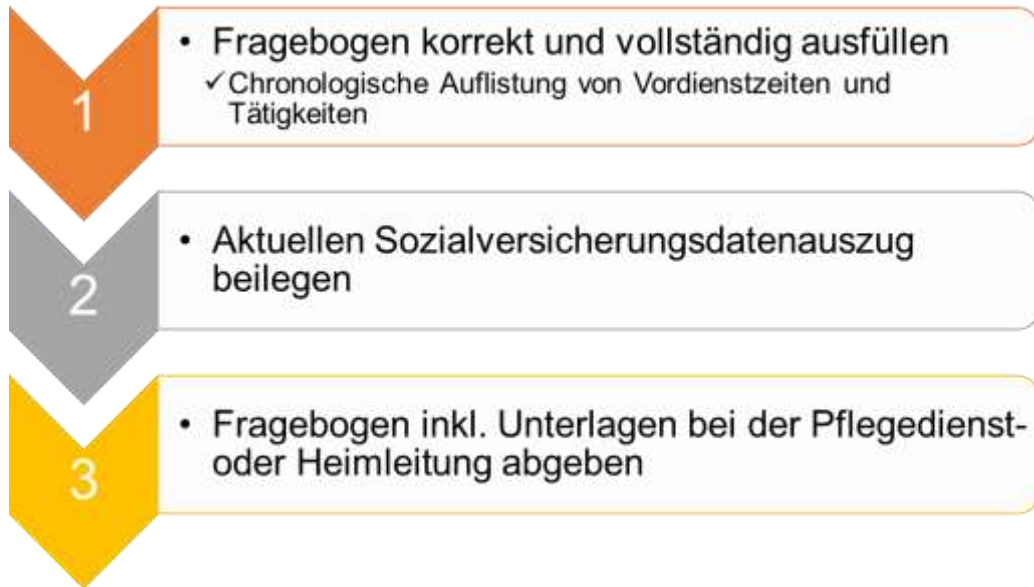 1
• Fragebogen korrekt und vollständig ausfüllen
✓Chronologische Auflistung von Vordienstzeiten und
Tätigkeiten
2
• Aktuellen Sozialversicherungsdatenauszug
beilegen
3
• Fragebogen inkl. Unterlagen bei der Pflegedienst-
oder Heimleitung abgeben